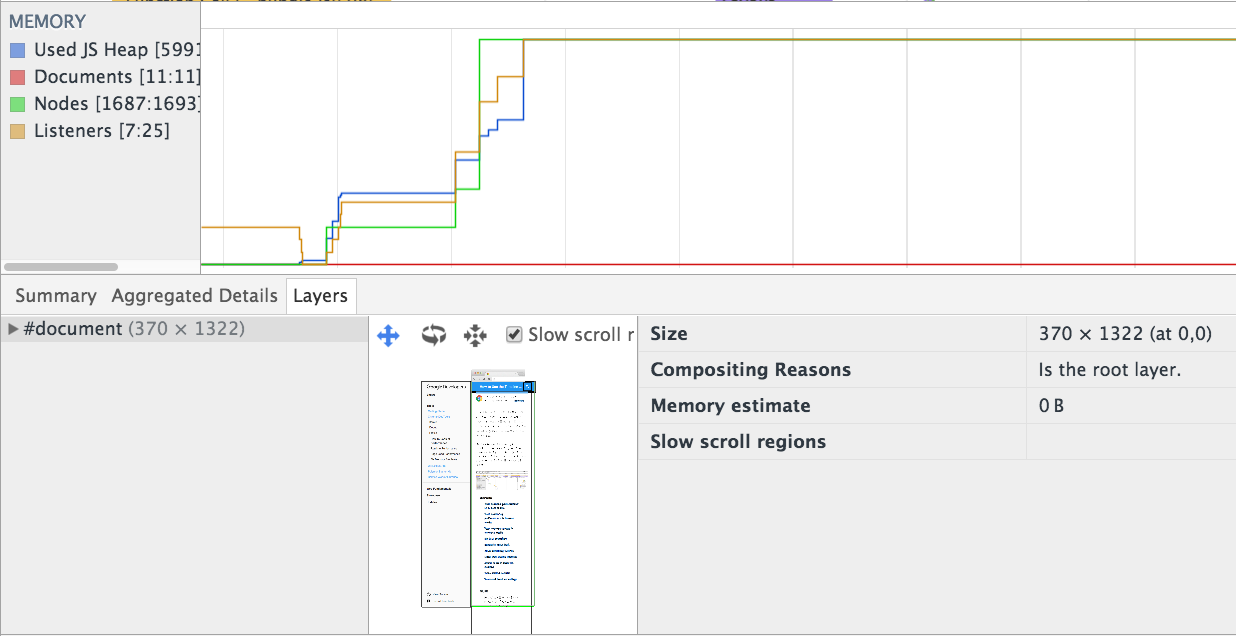 MEMORY
Used JS Heap [5991
Documents [11:11]
Nodes [1687:1693]
Listeners [7:25]
Summary Aggregated Details Layers
#document (370 × 1322)
Slow scroll r
Size 370 × 1322 (at 0,0)
Compositing Reasons Is the root layer.
Memory estimate 0 B
Slow scroll regions